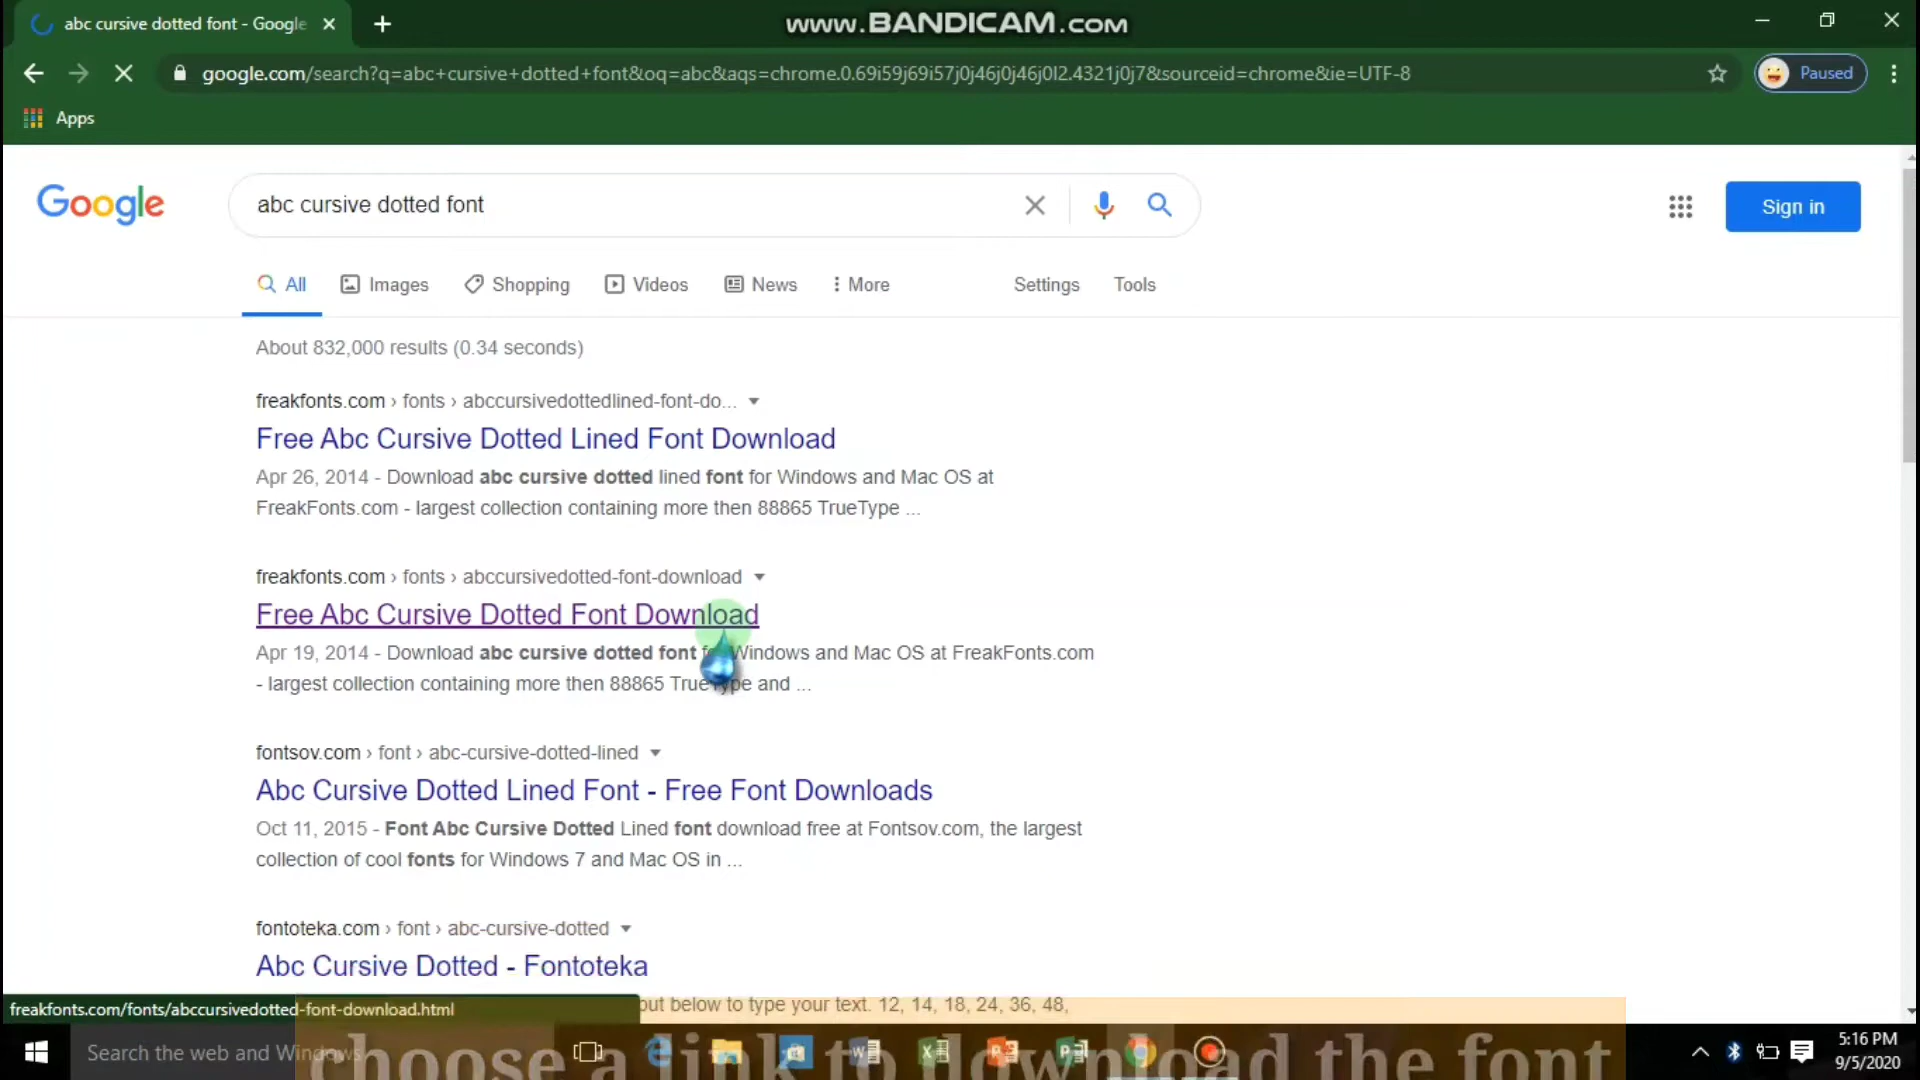 abc cursive dotted font - Google
www.BANDICAM.com
google.com/search?q=abc+cursive+dotted+font&oq=abc&aqs=chrome.0.69i59j69i57j0j46j0j46j0l2.4321j0j7&sourceid=chrome&ie=UTF-8
Paused
Apps
Google
abc cursive dotted font
Sign in
All Images Shopping Videos News More Settings Tools
About 832,000 results (0.34 seconds)
freakfonts.com › fonts › abccursivedottedlined-font-do...
Free Abc Cursive Dotted Lined Font Download
Apr 26, 2014 - Download abc cursive dotted lined font for Windows and Mac OS at
FreakFonts.com - largest collection containing more then 88865 TrueType ...
freakfonts.com › fonts › abccursivedotted-font-download
Free Abc Cursive Dotted Font Download
Apr 19, 2014 - Download abc cursive dotted font for Windows and Mac OS at FreakFonts.com
- largest collection containing more then 88865 TrueType and ...
fontsov.com › font › abc-cursive-dotted-lined
Abc Cursive Dotted Lined Font - Free Font Downloads
Oct 11, 2015 - Font Abc Cursive Dotted Lined font download free at Fontsov.com, the largest
collection of cool fonts for Windows 7 and Mac OS in ...
fontoteka.com › font › abc-cursive-dotted
Abc Cursive Dotted - Fontoteka
below to type your text. 12, 14, 18, 24, 36, 48,
freakfonts.com/fonts/abccursivedotted-font-download.html
choose a link to download the font
Search the web and Windows
5:16 PM
9/5/2020